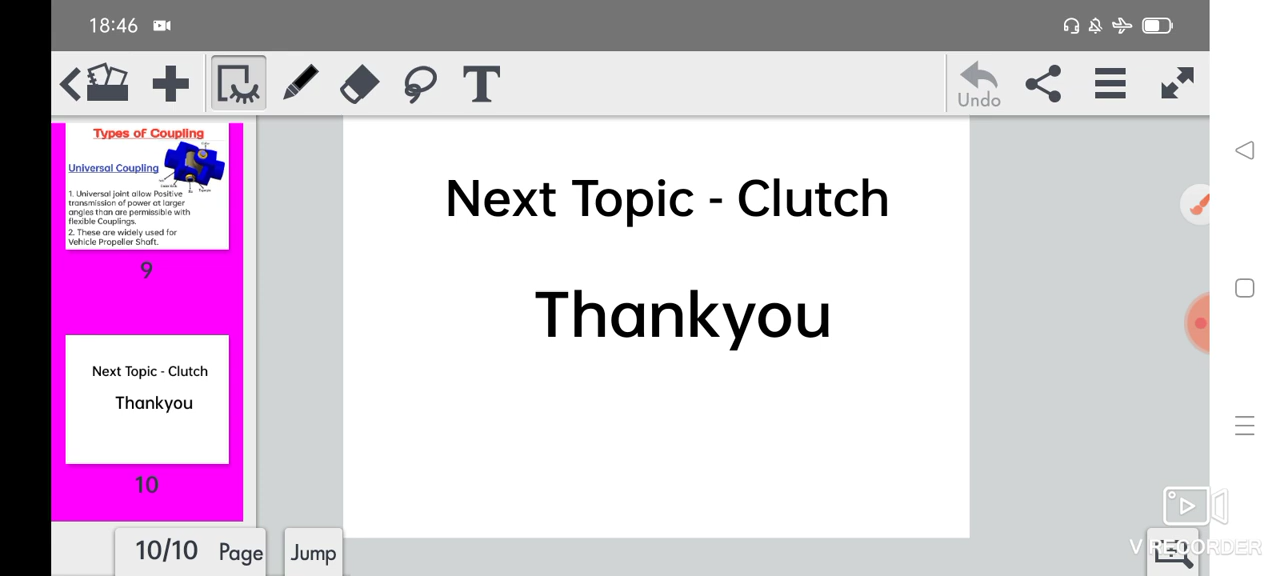 18:46
Undo
Types of Coupling
Universal Coupling
1. Universal joint allow Positive
transmission of power at larger
angles than are permissible with
flexible Couplings.
2. These are widely used for
Vehicle Propeller Shaft.
9
Next Topic - Clutch
Thankyou
10
Next Topic - Clutch
Thankyou
10/10 Page
Jump
V RECORDER